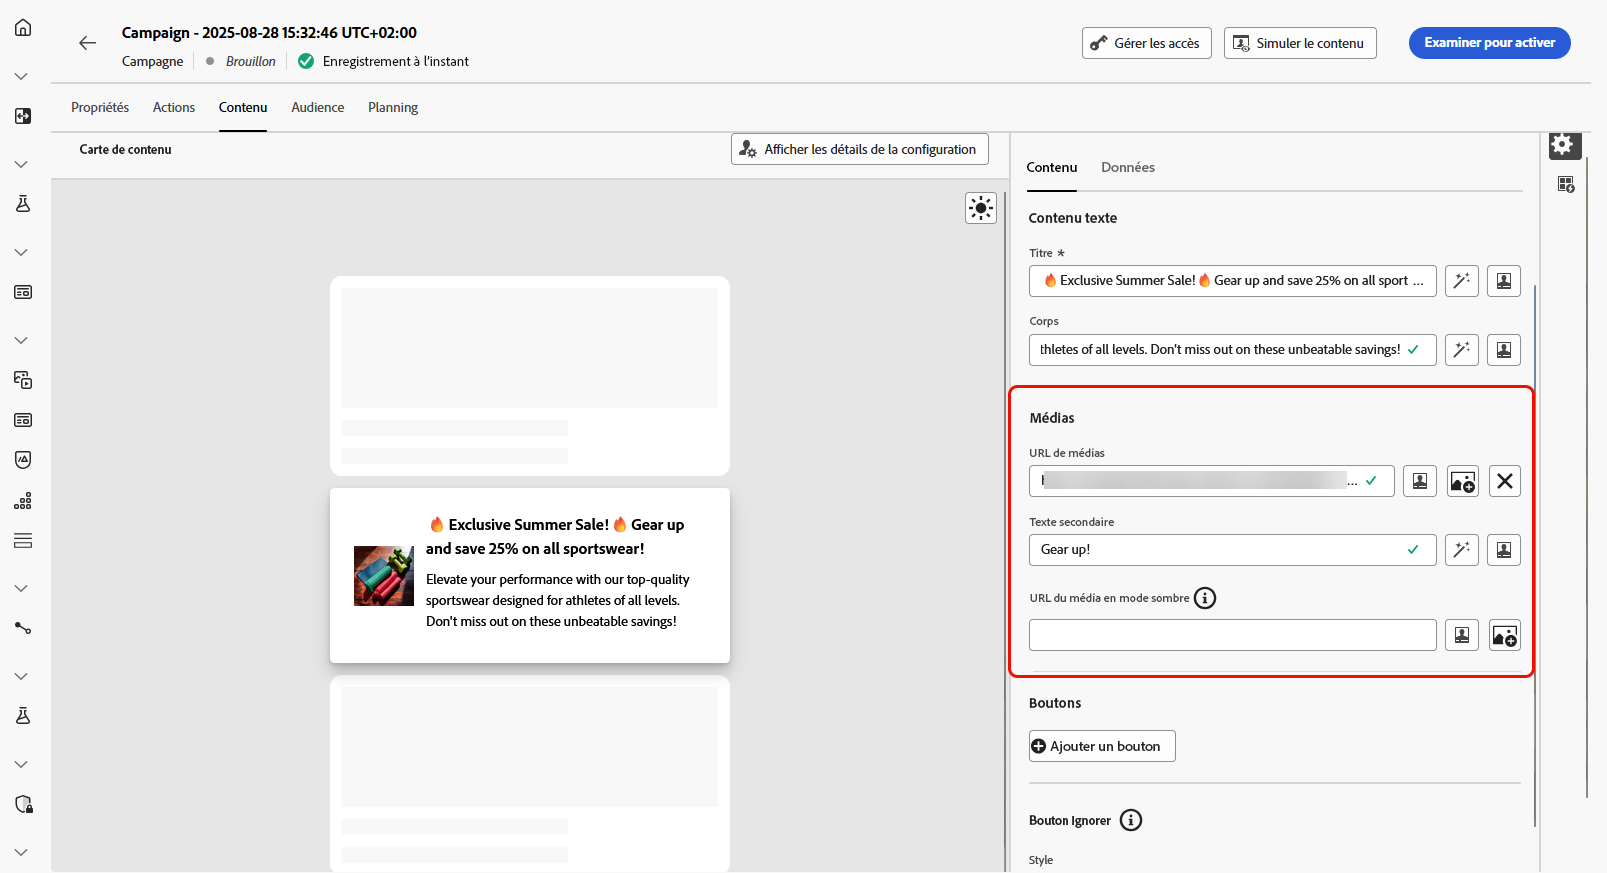 Campaign - 2025-08-28 15:32:46 UTC+02:00
Campagne
Brouillon
Enregistrement à l'instant
Gérer les accès
Simuler le contenu
Examiner pour activer
Propriétés
Actions
Contenu
Audience
Planning
Carte de contenu
Afficher les détails de la configuration
🔥 Exclusive Summer Sale! 🔥 Gear up
and save 25% on all sportswear!
Elevate your performance with our top-quality
sportswear designed for athletes of all levels.
Don't miss out on these unbeatable savings!
Contenu
Données
Contenu texte
Titre *
🔥 Exclusive Summer Sale! 🔥 Gear up and save 25% on all sport ...
Corps
thletes of all levels. Don't miss out on these unbeatable savings!
Médias
URL de médias
...
Texte secondaire
Gear up!
URL du média en mode sombre
Boutons
Ajouter un bouton
Bouton Ignorer
Style